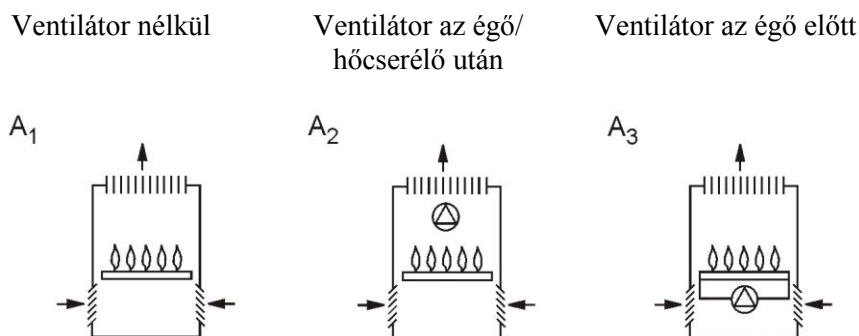 Ventilátor nélkül
Ventilátor az égő/
hőcserélő után
Ventilátor az égő előtt
A1
A2
A3